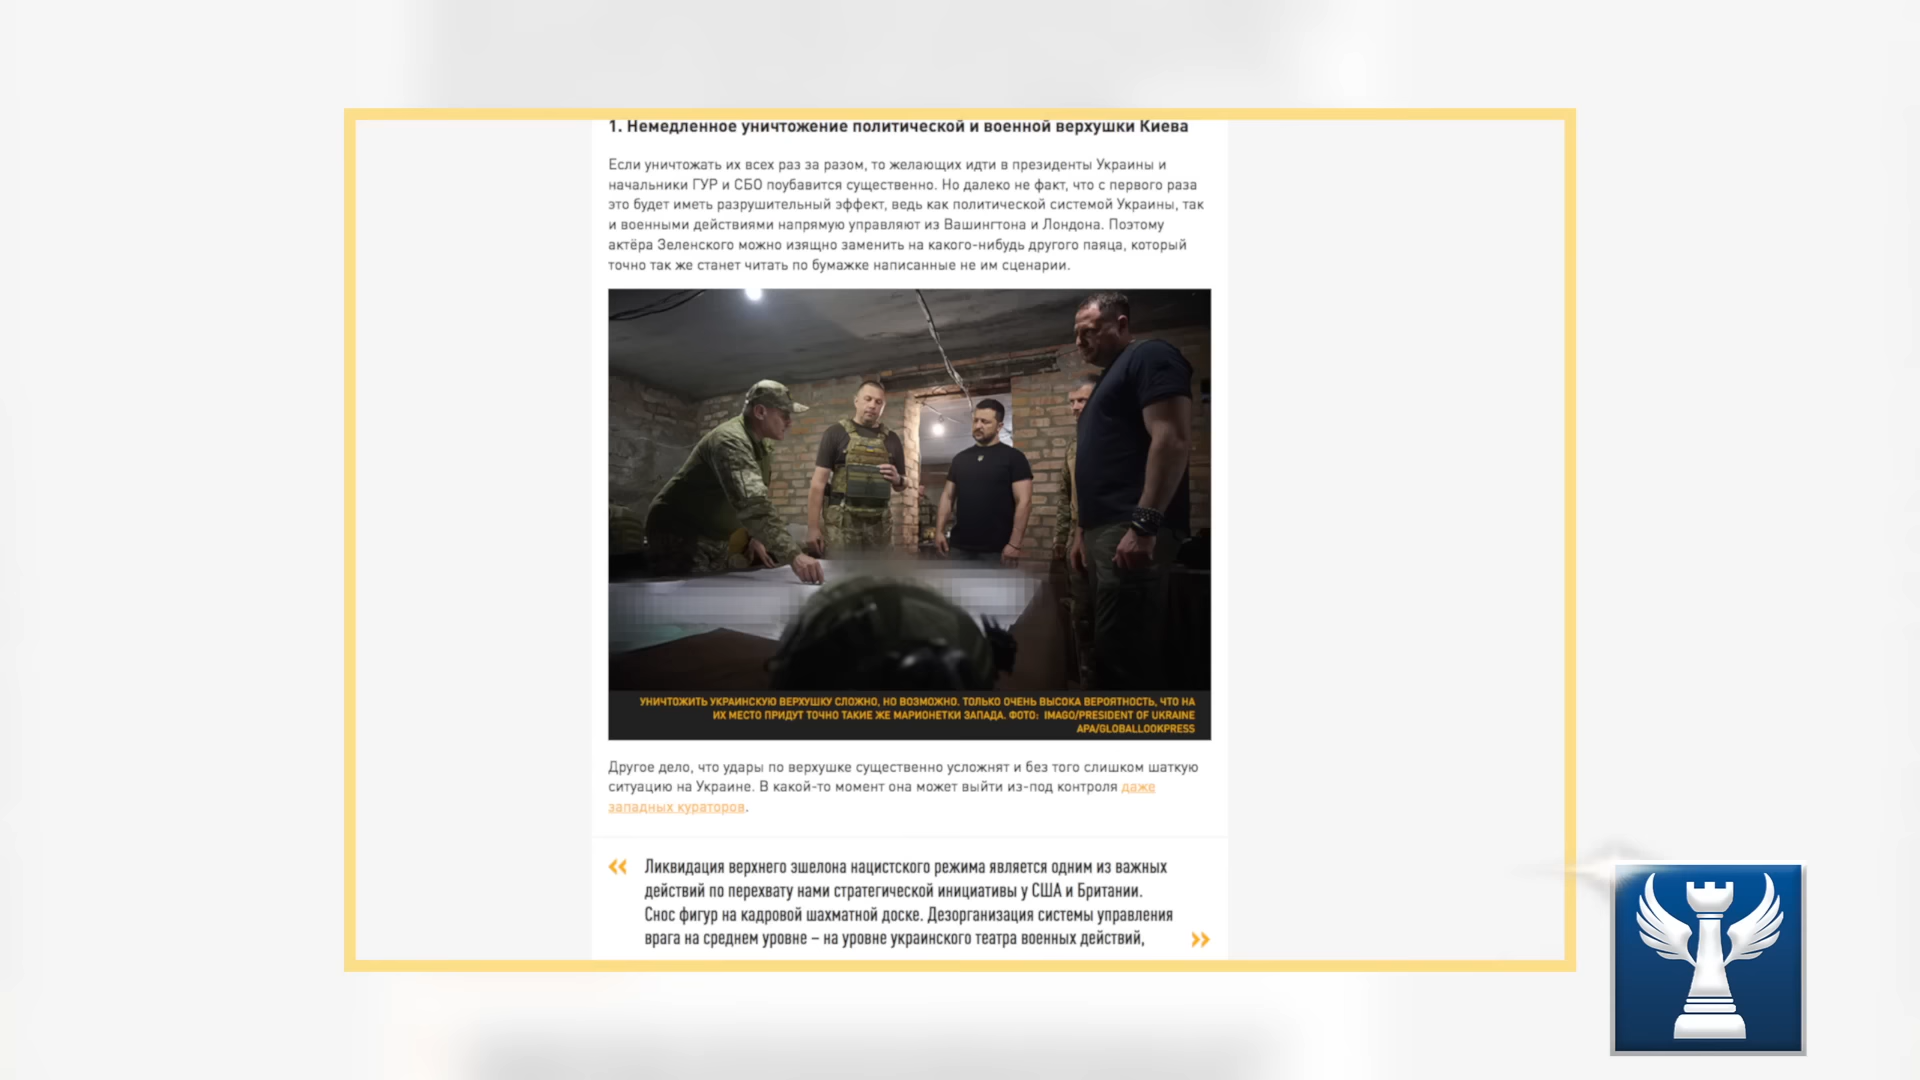 1. Немедленное уничтожение политической и военной верхушки Киева
Если уничтожать их всех раз за разом, то желающих идти в президенты Украины и
начальники ГУР и СБО поубавится существенно. Но далеко не факт, что с первого раза
это будет иметь разрушительный эффект, ведь как политической системой Украины, так
и военными действиями напрямую управляют из Вашингтона и Лондона. Поэтому
актёра Зеленского можно изящно заменить на какого-нибудь другого паяца, который
точно так же станет читать по бумажке написанные не им сценарии.
УНИЧТОЖИТЬ УКРАИНСКУЮ ВЕРХУШКУ СЛОЖНО, НО ВОЗМОЖНО. ТОЛЬКО ОЧЕНЬ ВЫСОКА ВЕРОЯТНОСТЬ, ЧТО НА
ИХ МЕСТО ПРИДУТ ТОЧНО ТАКИЕ ЖЕ МАРИОНЕТКИ ЗАПАДА. ФОТО: IMAGO/PRESIDENT OF UKRAINE
APA/GLOBALLOOKPRESS
Другое дело, что удары по верхушке существенно усложнят и без того слишком шаткую
ситуацию на Украине. В какой-то момент она может выйти из-под контроля даже
западных кураторов.
« Ликвидация верхнего эшелона нацистского режима является одним из важных
действий по перехвату нами стратегической инициативы у США и Британии.
Снос фигур на кадровой шахматной доске. Дезорганизация системы управления
врага на среднем уровне – на уровне украинского театра военных действий, »